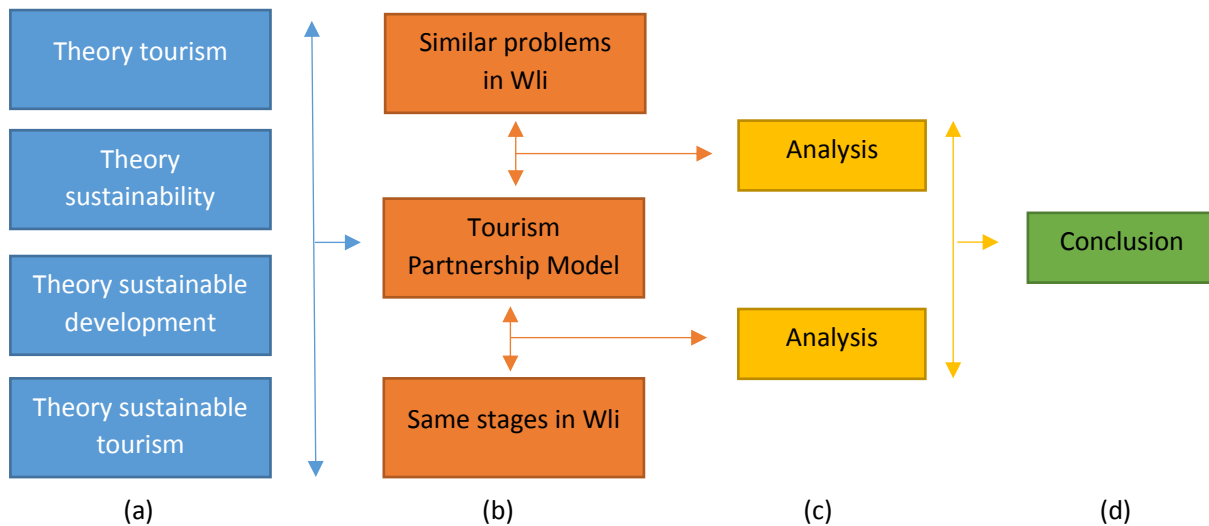 Theory tourism
Theory
sustainability
Theory sustainable
development
Theory sustainable
tourism
(a)
Similar problems
in Wli
Tourism
Partnership Model
Same stages in Wli
(b)
Analysis
Analysis
(c)
Conclusion
(d)